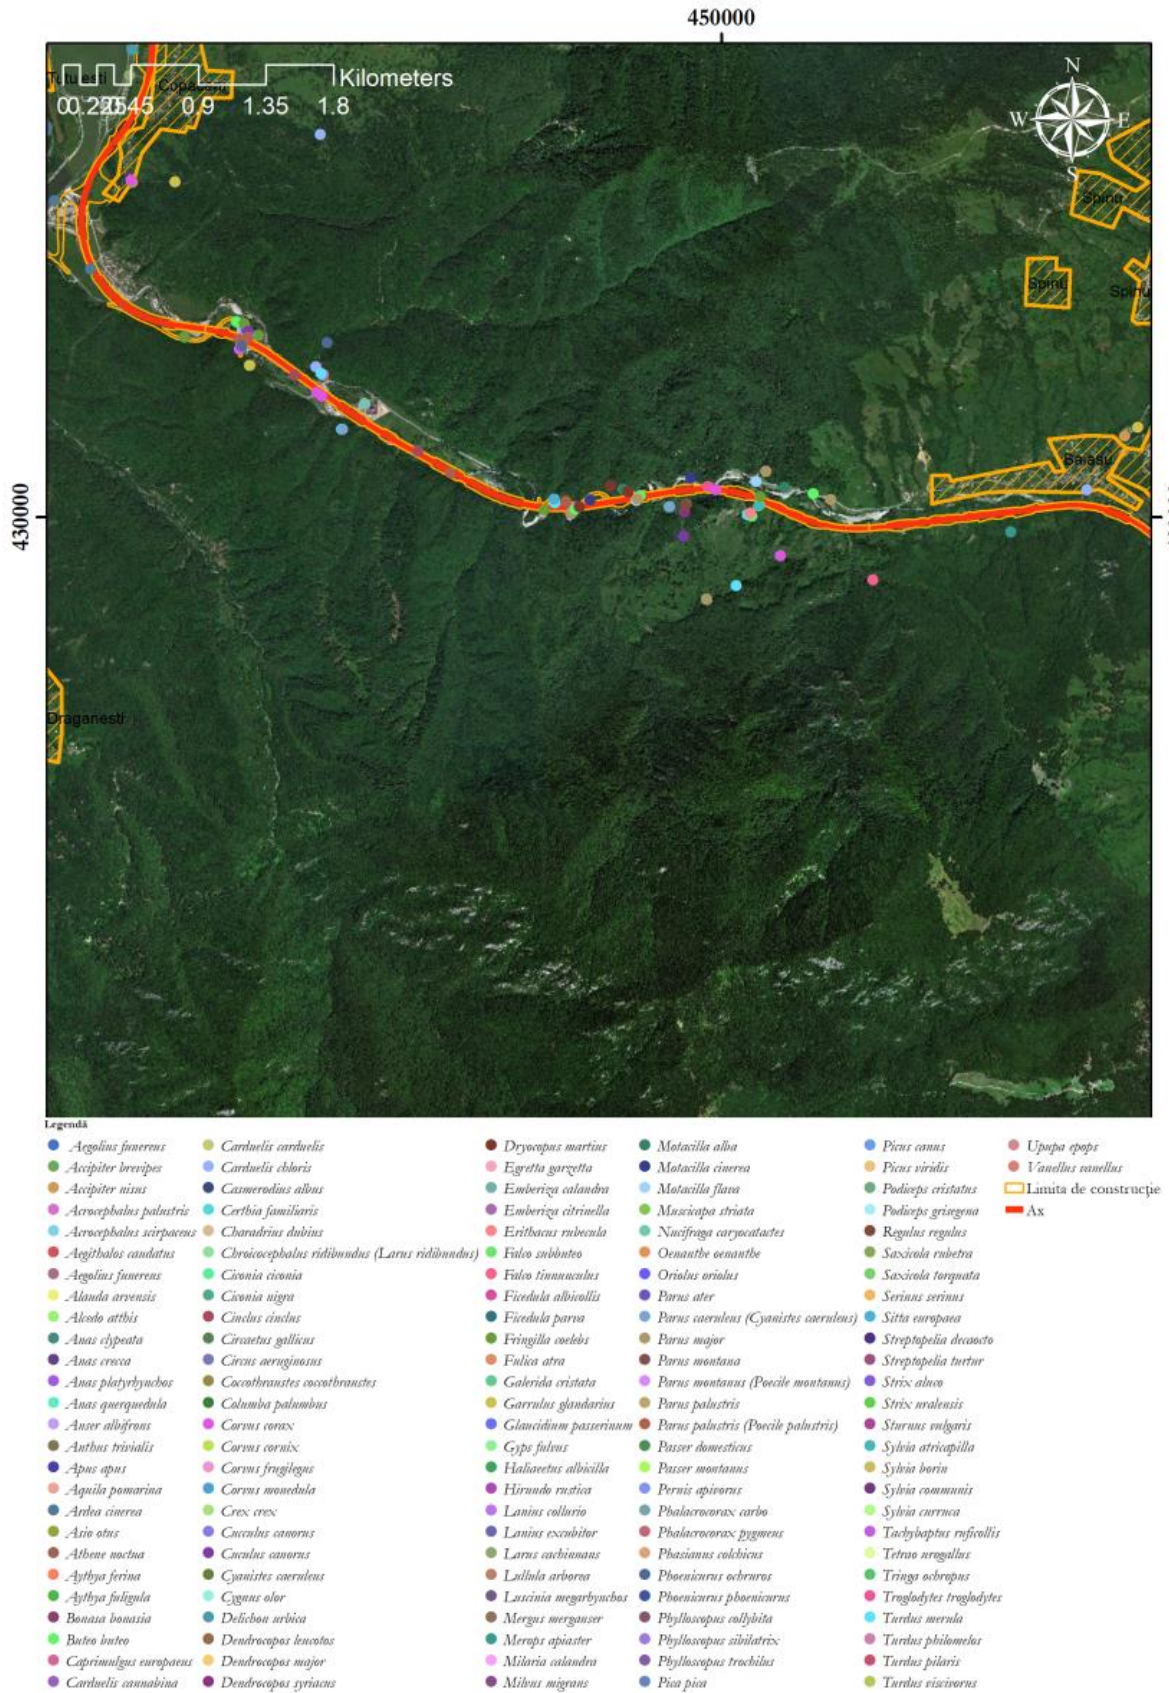 450000
Tutulesti
Copaceni
Kilometers
0 0.225 0.45 0.9 1.35 1.8
N
W E
S
Spinu
Spinu
Spinu
Baiasu
430000
Draganesti
Legendă
Aegolius funereus
Accipiter brevipes
Accipiter nisus
Acrocephalus palustris
Acrocephalus scirpaceus
Aegithalos caudatus
Aegolius funereus
Alauda arvensis
Alcedo atthis
Anas clypeata
Anas crecca
Anas platyrhynchos
Anas querquedula
Anser albifrons
Anthus trivialis
Apus apus
Aquila pomarina
Ardea cinerea
Asio otus
Athene noctua
Aythya ferina
Aythya fuligula
Bonasa bonasia
Buteo buteo
Caprimulgus europaeus
Carduelis cannabina
Carduelis carduelis
Carduelis chloris
Casmerodius albus
Certhia familiaris
Charadrius dubius
Chroicocephalus ridibundus (Larus ridibundus)
Ciconia ciconia
Ciconia nigra
Cinclus cinclus
Circaetus gallicus
Circus aeruginosus
Coccothraustes coccothraustes
Columba palumbus
Corvus corax
Corvus cornix
Corvus frugilegus
Corvus monedula
Crex crex
Cucculus canorus
Cuculus canorus
Cyanistes caeruleus
Cygnus olor
Delichon urbica
Dendrocopos leucotos
Dendrocopos major
Dendrocopos syriacus
Dryocopus martius
Egretta garzetta
Emberiza calandra
Emberiza citrinella
Erithacus rubecula
Falco subbuteo
Falco tinnunculus
Ficedula albicollis
Ficedula parva
Fringilla coelebs
Fulica atra
Galerida cristata
Garrulus glandarius
Glaucidium passerinum
Gyps fulvus
Haliaeetus albicilla
Hirundo rustica
Lanius collurio
Lanius excubitor
Larus cachinnans
Lullula arborea
Luscinia megarhynchos
Mergus merganser
Merops apiaster
Milaria calandra
Milvus migrans
Motacilla alba
Motacilla cinerea
Motacilla flava
Muscicapa striata
Nucifraga caryocatactes
Oenanthe oenanthe
Oriolus oriolus
Parus ater
Parus caeruleus (Cyanistes caeruleus)
Parus major
Parus montana
Parus montanus (Poecile montanus)
Parus palustris
Parus palustris (Poecile palustris)
Passer domesticus
Passer montanus
Pernis apivorus
Phalacrocorax carbo
Phalacrocorax pygmeus
Phasianus colchicus
Phoenicurus ochruros
Phoenicurus phoenicurus
Phylloscopus collybita
Phylloscopus sibilatrix
Phylloscopus trochilus
Pica pica
Picus canus
Picus viridis
Podiceps cristatus
Podiceps grisegena
Regulus regulus
Saxicola rubetra
Saxicola torquata
Serinus serinus
Sitta europaea
Streptopelia decaocto
Streptopelia turtur
Strix aluco
Strix uralensis
Sturnus vulgaris
Sylvia atricapilla
Sylvia borin
Sylvia communis
Sylvia curruca
Tachybaptus ruficollis
Tetrao urogallus
Tringa ochropus
Troglodytes troglodytes
Turdus merula
Turdus philomelos
Turdus pilaris
Turdus viscivorus
Upupa epops
Vanellus vanellus
Limita de construcție
Ax